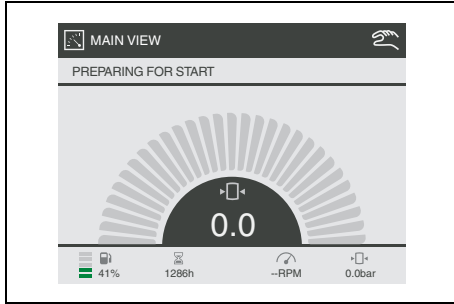 MAIN VIEW
PREPARING FOR START
0.0
41% 1286h --RPM 0.0bar